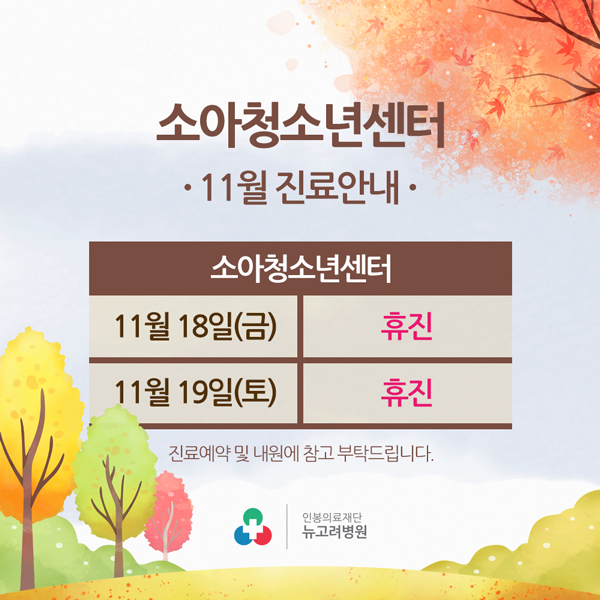 소아청소년센터
· 11월 진료안내 ·
소아청소년센터
11월 18일(금) 휴진
11월 19일(토) 휴진
진료예약 및 내원에 참고 부탁드립니다.
인봉의료재단
뉴고려병원